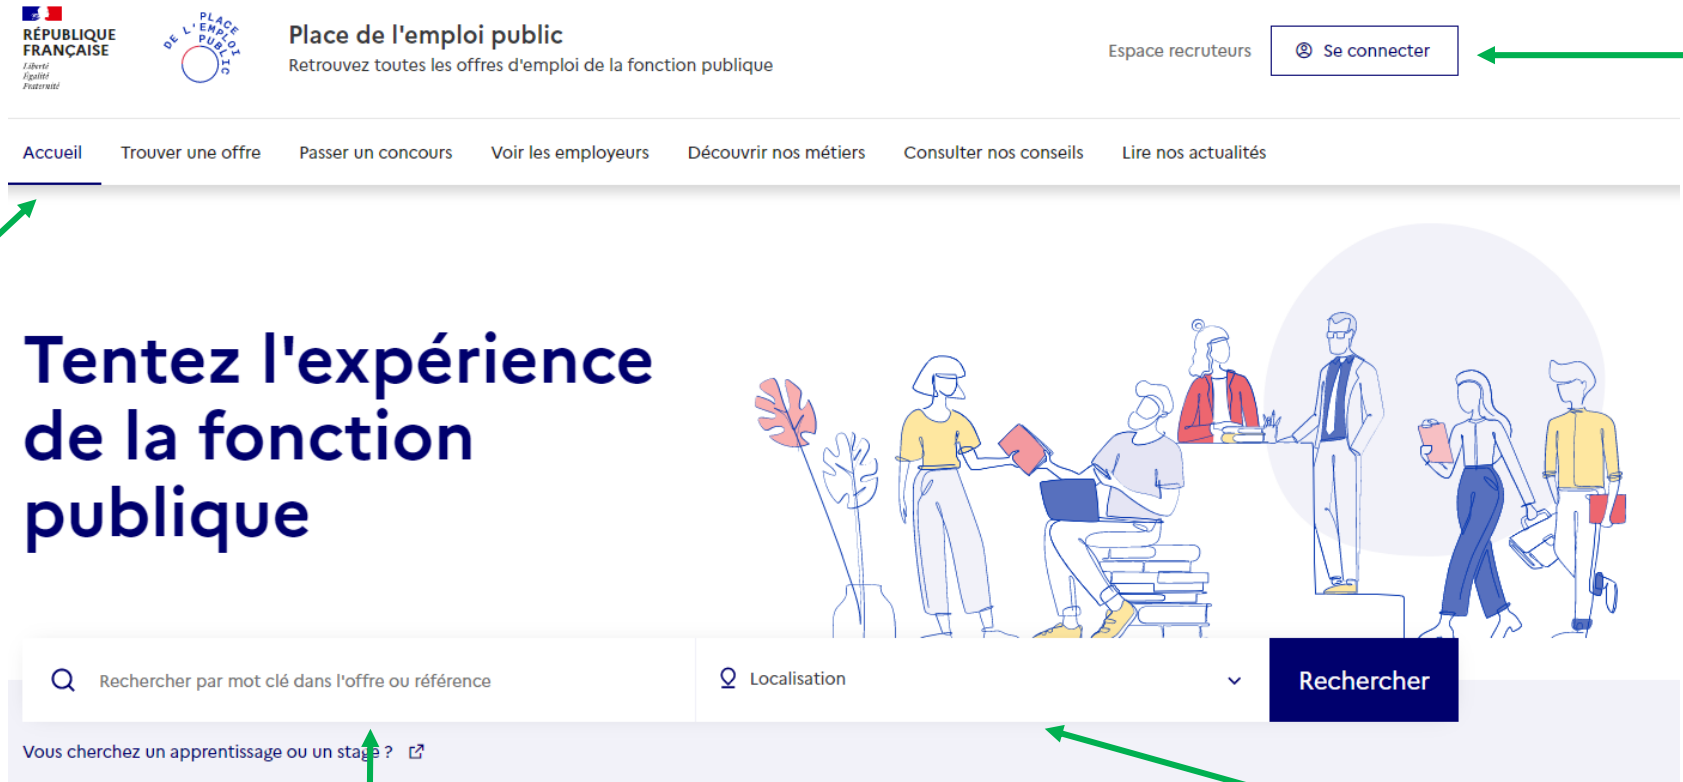 RÉPUBLIQUE
FRANÇAISE
Liberté
Égalité
Fraternité
PLACE
DE L'EMPLOI
PUBLIC
Place de l'emploi public
Retrouvez toutes les offres d'emploi de la fonction publique
Espace recruteurs
Se connecter
Accueil Trouver une offre Passer un concours Voir les employeurs Découvrir nos métiers Consulter nos conseils Lire nos actualités
Tentez l'expérience
de la fonction
publique
Rechercher par mot clé dans l'offre ou référence
Localisation
Rechercher
Vous cherchez un apprentissage ou un stage ?